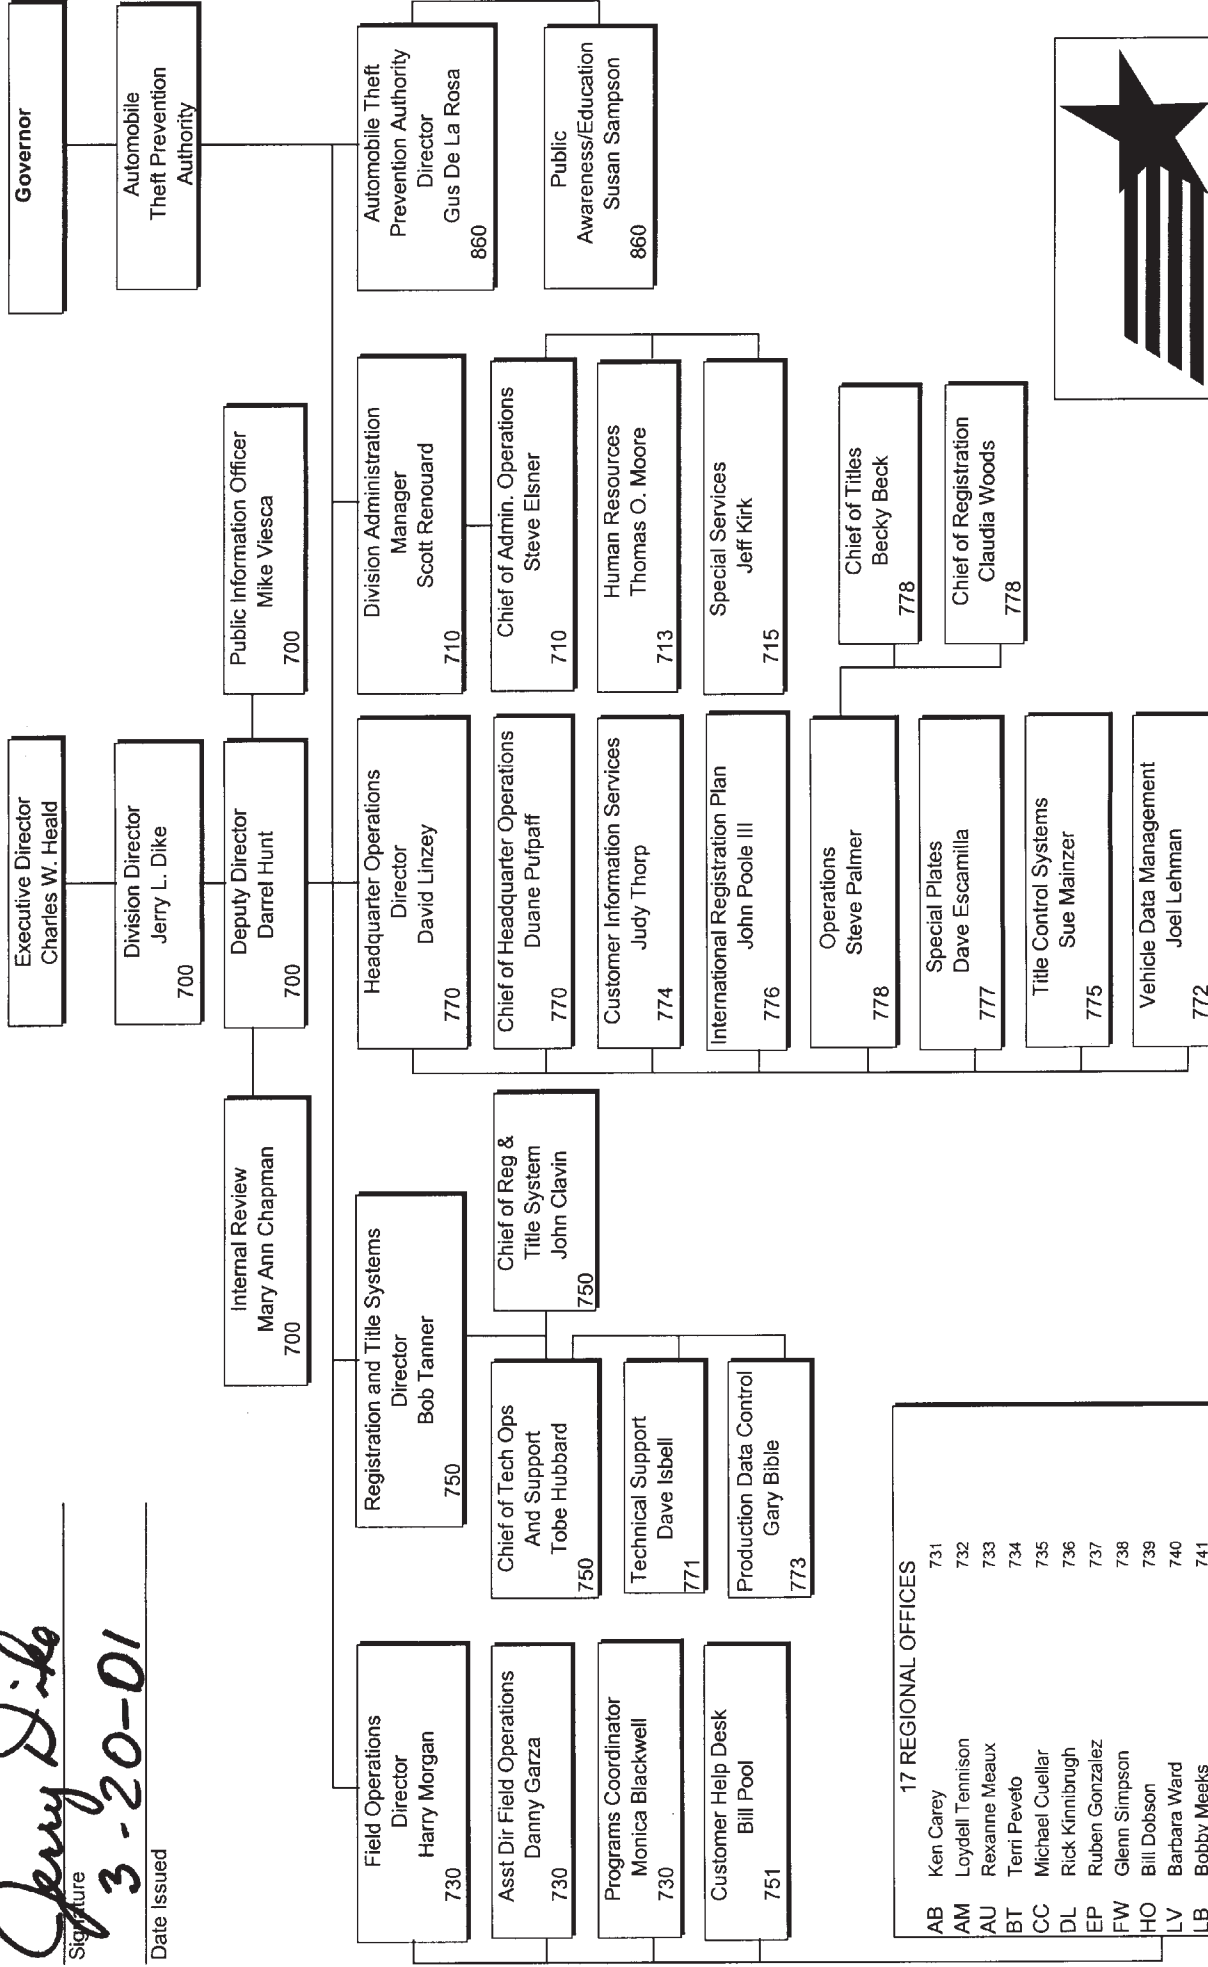 Jerry Dike
Signature
3-20-01
Date Issued
Executive Director
Charles W. Heald
Governor
Division Director
Jerry L. Dike
700
Automobile
Theft Prevention
Authority
Internal Review
Mary Ann Chapman
700
Deputy Director
Darrel Hunt
700
Public Information Officer
Mike Viesca
700
Field Operations
Director
Harry Morgan
730
Registration and Title Systems
Director
Bob Tanner
750
Headquarter Operations
Director
David Linzey
770
Division Administration
Manager
Scott Renouard
710
Automobile Theft
Prevention Authority
Director
Gus De La Rosa
860
Asst Dir Field Operations
Danny Garza
730
Programs Coordinator
Monica Blackwell
730
Customer Help Desk
Bill Pool
751
Chief of Tech Ops
And Support
Tobe Hubbard
750
Chief of Reg &
Title System
John Clavin
750
Technical Support
Dave Isbell
771
Production Data Control
Gary Bible
773
Chief of Headquarter Operations
Duane Pufpaff
770
Customer Information Services
Judy Thorp
774
International Registration Plan
John Poole III
776
Operations
Steve Palmer
778
Special Plates
Dave Escamilla
777
Title Control Systems
Sue Mainzer
775
Vehicle Data Management
Joel Lehman
772
Chief of Admin. Operations
Steve Elsner
710
Human Resources
Thomas O. Moore
713
Special Services
Jeff Kirk
715
Chief of Titles
Becky Beck
778
Chief of Registration
Claudia Woods
778
Public
Awareness/Education
Susan Sampson
860
17 REGIONAL OFFICES
AB Ken Carey 731
AM Loydell Tennison 732
AU Rexanne Meaux 733
BT Terri Peveto 734
CC Michael Cuellar 735
DL Rick Kinnibrugh 736
EP Ruben Gonzalez 737
FW Glenn Simpson 738
HO Bill Dobson 739
LV Barbara Ward 740
LB Bobby Meeks 741